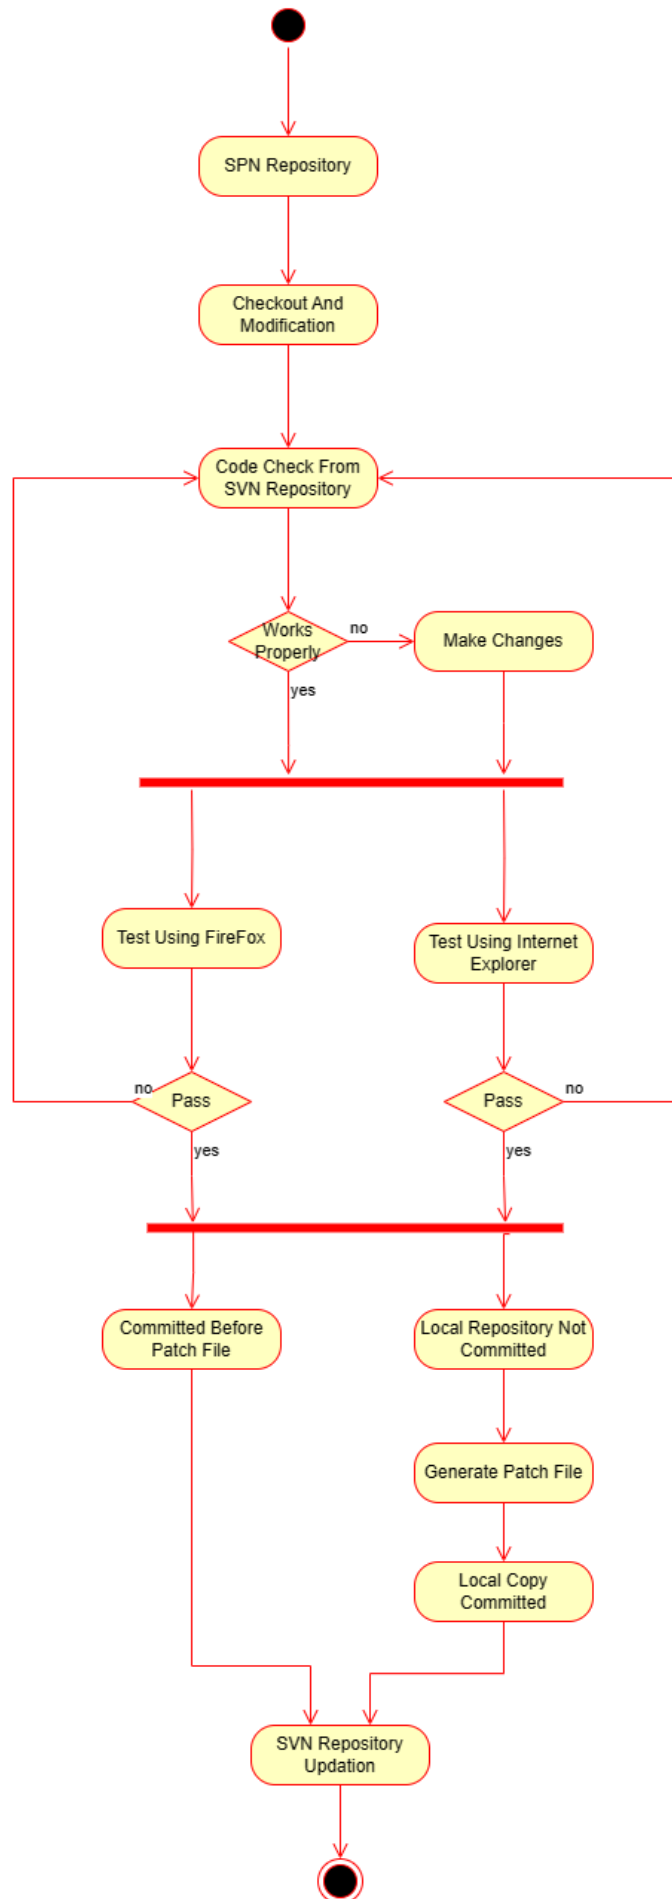 SPN Repository
Checkout And
Modification
Code Check From
SVN Repository
Works
Properly
no
Make Changes
yes
Test Using FireFox
Test Using Internet
Explorer
no
Pass
Pass
no
yes
yes
Committed Before
Patch File
Local Repository Not
Committed
Generate Patch File
Local Copy
Committed
SVN Repository
Updation